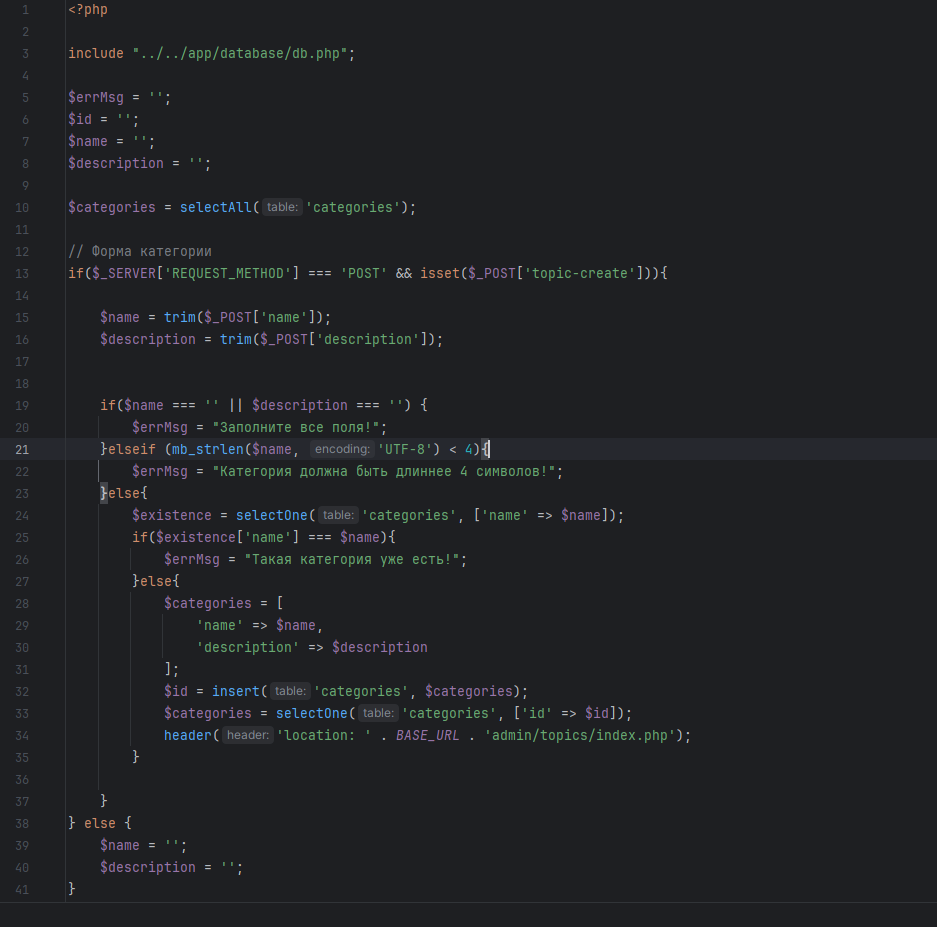 1 <?php
2
3 include "../../app/database/db.php";
4
5 $errMsg = '';
6 $id = '';
7 $name = '';
8 $description = '';
9
10 $categories = selectAll( table: 'categories');
11
12 // Форма категории
13 if($_SERVER['REQUEST_METHOD'] === 'POST' && isset($_POST['topic-create'])){
14
15 $name = trim($_POST['name']);
16 $description = trim($_POST['description']);
17
18
19 if($name === '' || $description === '') {
20 $errMsg = "Заполните все поля!";
21 }elseif (mb_strlen($name, encoding: 'UTF-8') < 4){
22 $errMsg = "Категория должна быть длиннее 4 символов!";
23 }else{
24 $existence = selectOne( table: 'categories', ['name' => $name]);
25 if($existence['name'] === $name){
26 $errMsg = "Такая категория уже есть!";
27 }else{
28 $categories = [
29 'name' => $name,
30 'description' => $description
31 ];
32 $id = insert( table: 'categories', $categories);
33 $categories = selectOne( table: 'categories', ['id' => $id]);
34 header( header: 'location: ' . BASE_URL . 'admin/topics/index.php');
35 }
36
37 }
38 } else {
39 $name = '';
40 $description = '';
41 }